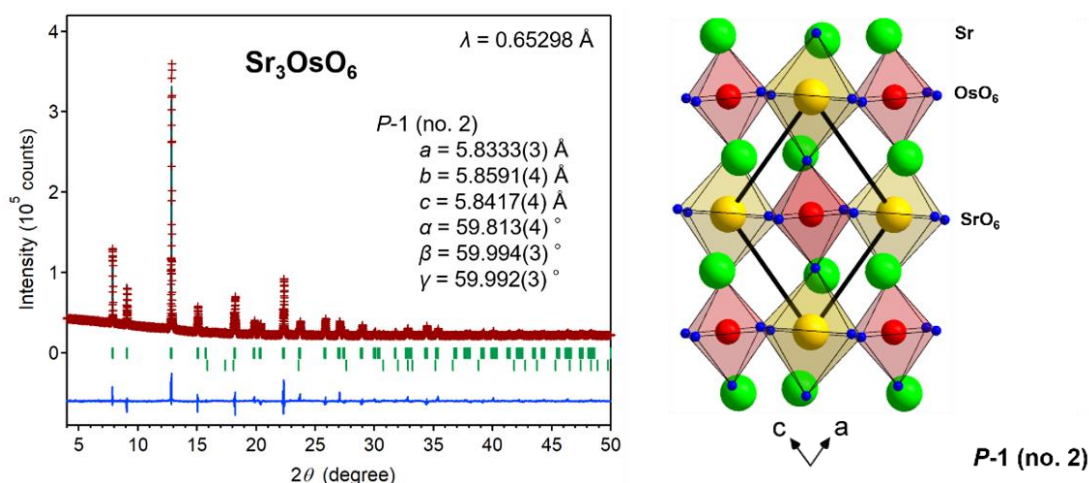 Intensity (10⁵ counts)
4
3
2
1
0
Sr₃OsO₆
λ = 0.65298 Å
P-1 (no. 2)
a = 5.8333(3) Å
b = 5.8591(4) Å
c = 5.8417(4) Å
α = 59.813(4) °
β = 59.994(3) °
γ = 59.992(3) °
5 10 15 20 25 30 35 40 45 50
2θ (degree)
Sr
OsO₆
SrO₆
c a
P-1 (no. 2)